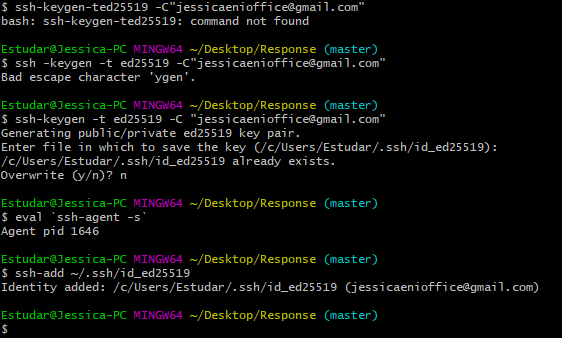 $ ssh-keygen-ted25519 -C"jessicaenioffice@gmail.com"
bash: ssh-keygen-ted25519: command not found
Estudar@Jessica-PC MINGW64 ~/Desktop/Response (master)
$ ssh -keygen -t ed25519 -C"jessicaenioffice@gmail.com"
Bad escape character 'ygen'.
Estudar@Jessica-PC MINGW64 ~/Desktop/Response (master)
$ ssh-keygen -t ed25519 -C"jessicaenioffice@gmail.com"
Generating public/private ed25519 key pair.
Enter file in which to save the key (/c/Users/Estudar/.ssh/id_ed25519):
/c/Users/Estudar/.ssh/id_ed25519 already exists.
Overwrite (y/n)? n
Estudar@Jessica-PC MINGW64 ~/Desktop/Response (master)
$ eval `ssh-agent -s`
Agent pid 1646
Estudar@Jessica-PC MINGW64 ~/Desktop/Response (master)
$ ssh-add ~/.ssh/id_ed25519
Identity added: /c/Users/Estudar/.ssh/id_ed25519 (jessicaenioffice@gmail.com)
Estudar@Jessica-PC MINGW64 ~/Desktop/Response (master)
$